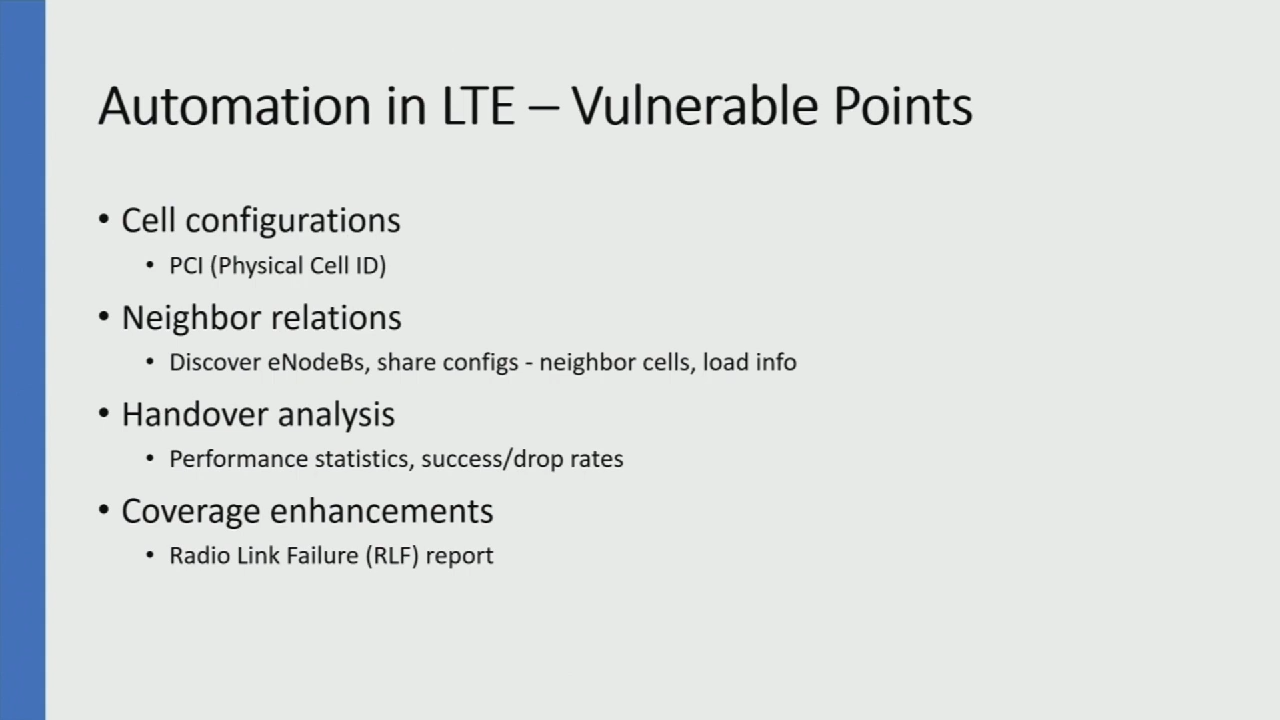 Automation in LTE – Vulnerable Points
• Cell configurations
• PCI (Physical Cell ID)
• Neighbor relations
• Discover eNodeBs, share configs - neighbor cells, load info
• Handover analysis
• Performance statistics, success/drop rates
• Coverage enhancements
• Radio Link Failure (RLF) report